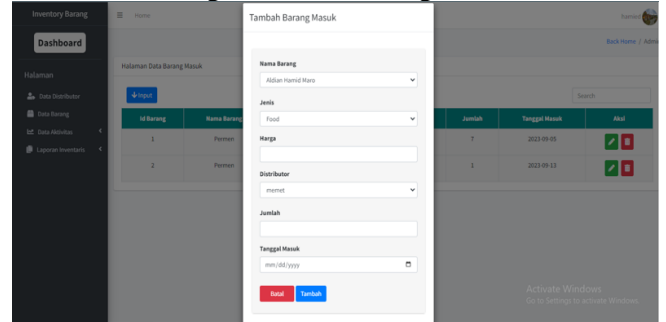 Inventory Barang
Home
hamied
Dashboard
Back Home / Admi
Halaman
Data Distributor
Data Barang
Data Aktivitas
Laporan Inventaris
Halaman Data Barang Masuk
Input
Search
Id Barang Nama Barang Jumlah Tanggal Masuk Aksi
1 Permen 7 2023-09-05
2 Permen 1 2023-09-13
Tambah Barang Masuk
Nama Barang
Aldian Hamid Maro
Jenis
Food
Harga
Distributor
memet
Jumlah
Tanggal Masuk
mm/dd/yyyy
Batal Tambah
Activate Windows
Go to Settings to activate Windows.